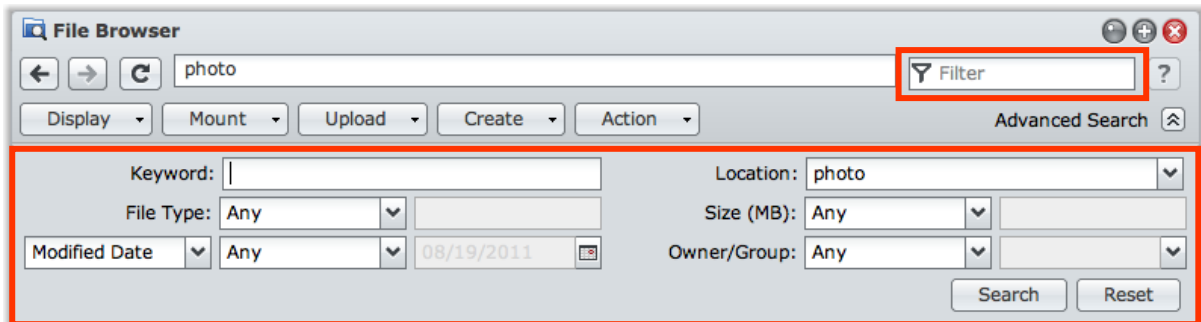 File Browser
photo Filter ?
Display Mount Upload Create Action Advanced Search
Keyword: Location: photo
File Type: Any Size (MB): Any
Modified Date Any 08/19/2011 Owner/Group: Any
Search Reset